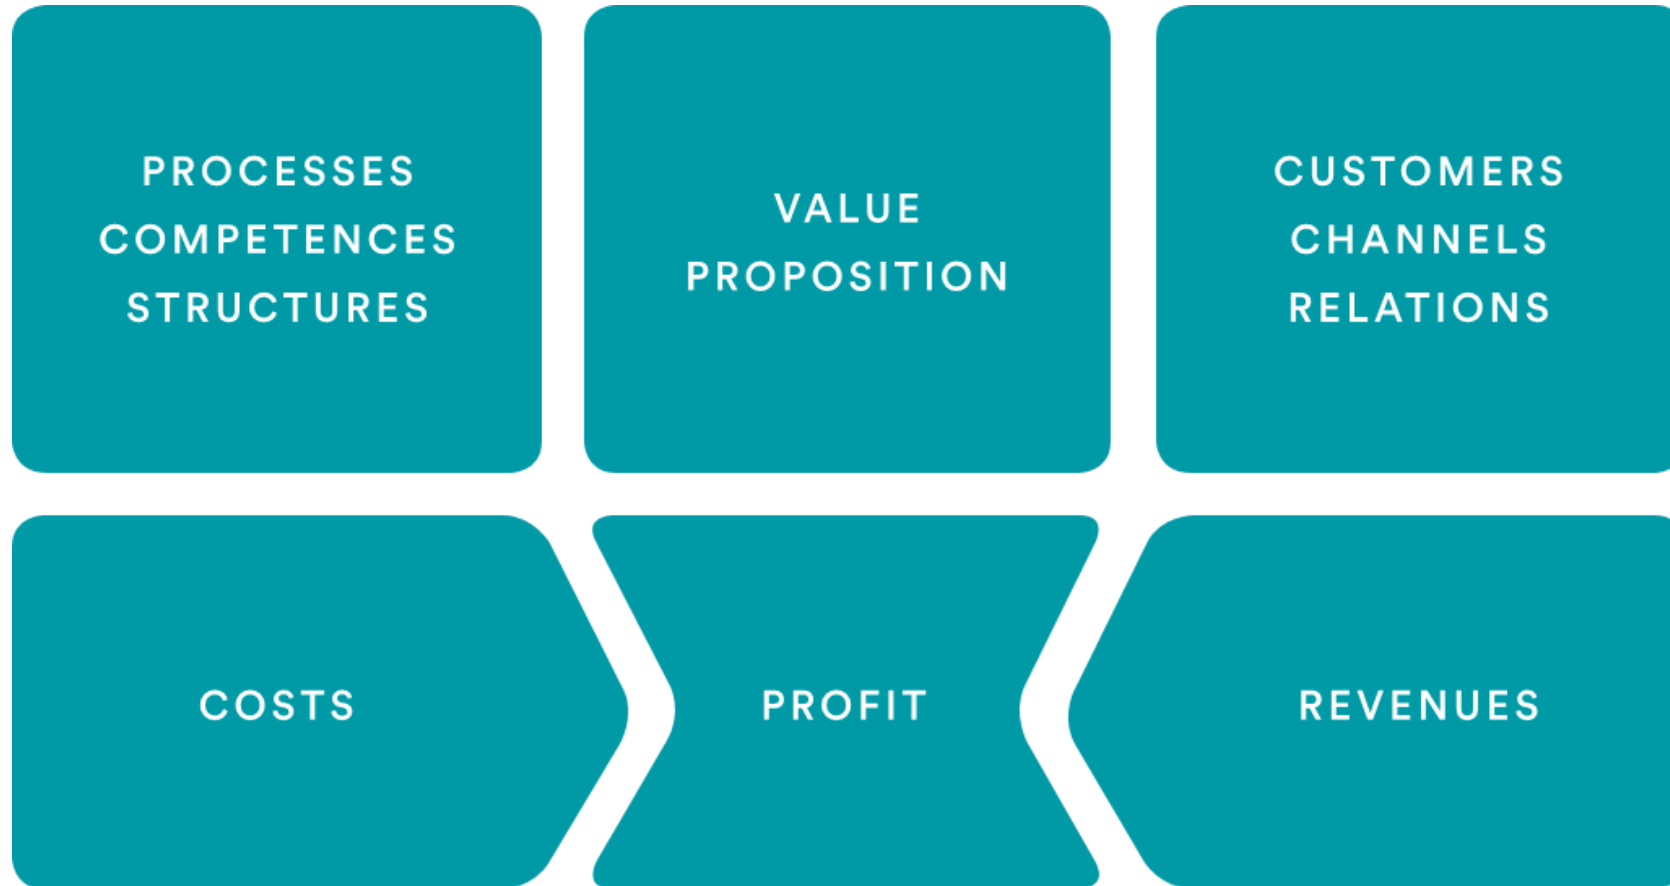 PROCESSES
COMPETENCES
STRUCTURES
VALUE
PROPOSITION
CUSTOMERS
CHANNELS
RELATIONS
COSTS
PROFIT
REVENUES